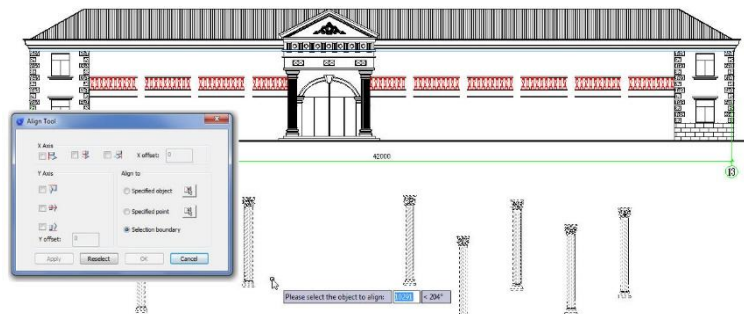 Align Tool
X Axis
X offset: 0
Y Axis
Align to
Specified object
Specified point
Selection boundary
Y offset: 0
Apply
Reselect
OK
Cancel
42000
Please select the object to align: < 204°